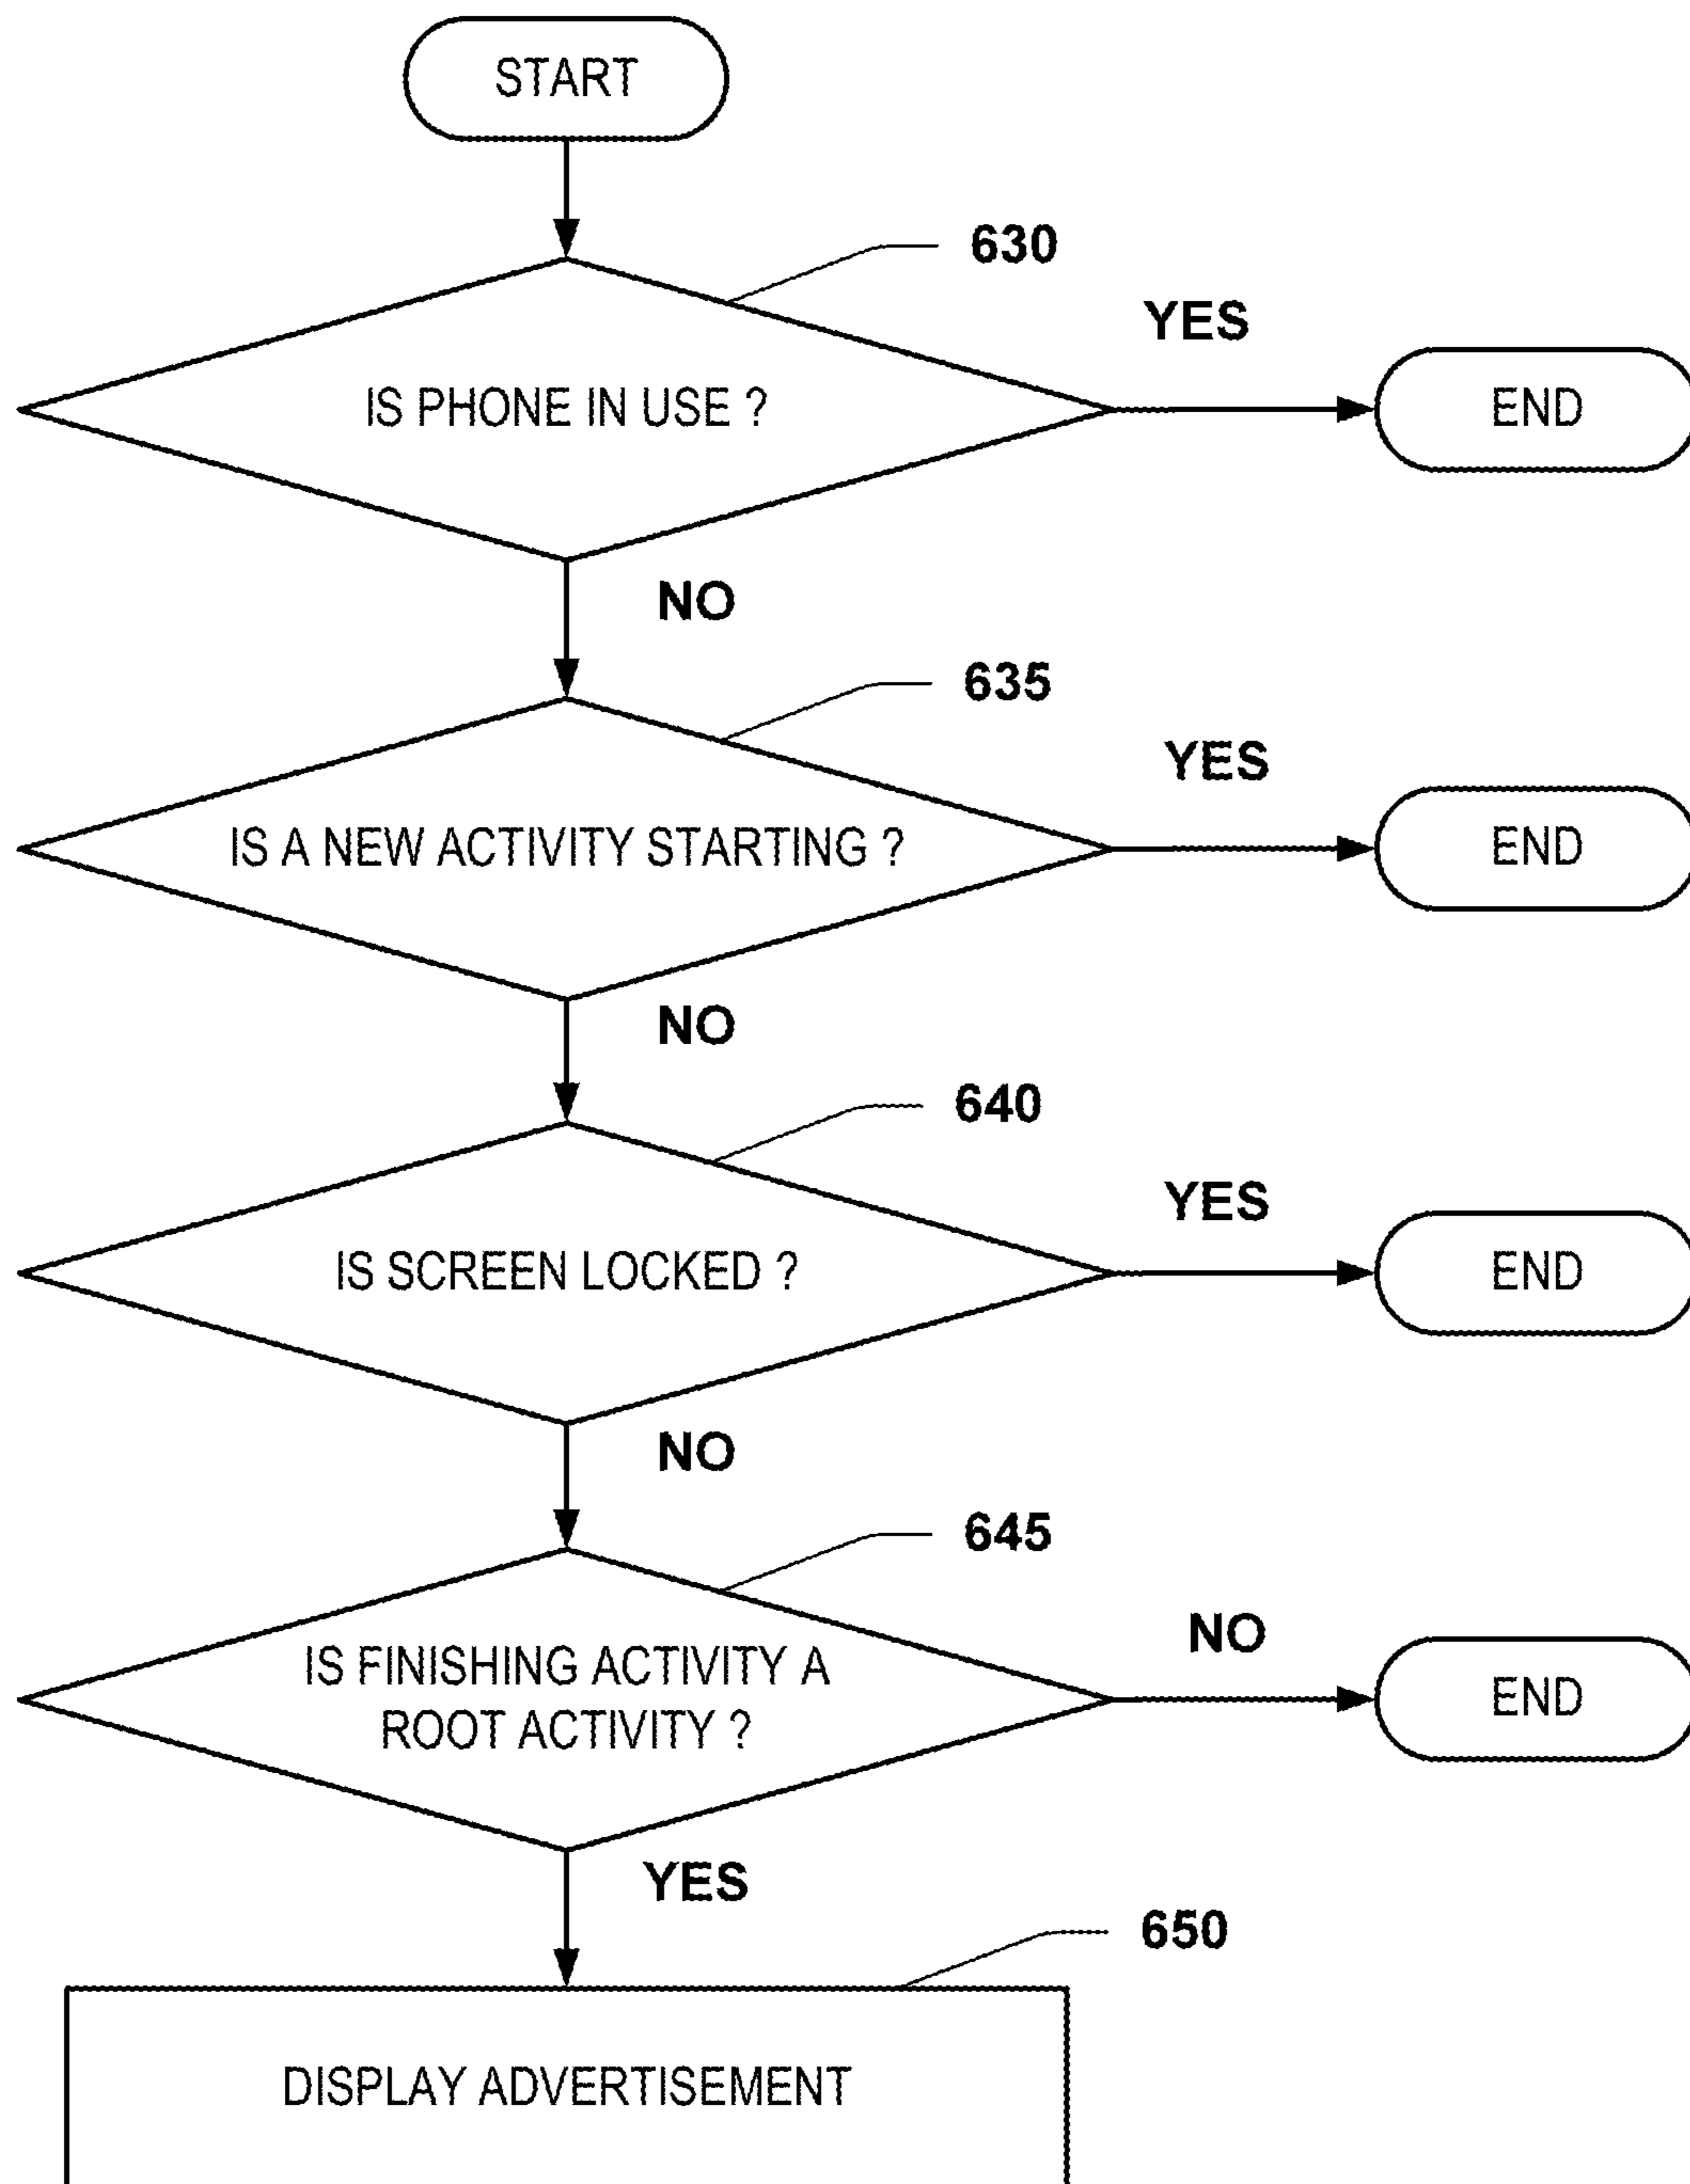 START
630
YES
IS PHONE IN USE ?
END
NO
635
YES
IS A NEW ACTIVITY STARTING ?
END
NO
640
YES
IS SCREEN LOCKED ?
END
NO
645
NO
IS FINISHING ACTIVITY A
ROOT ACTIVITY ?
END
YES
650
DISPLAY ADVERTISEMENT